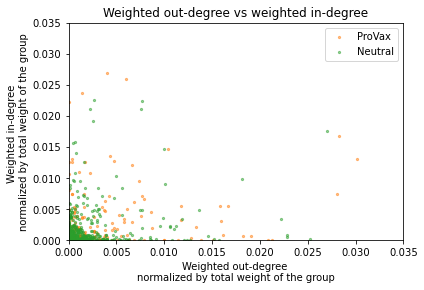 Weighted out-degree vs weighted in-degree
ProVax
Neutral
Weighted in-degree
normalized by total weight of the group
0.035
0.030
0.025
0.020
0.015
0.010
0.005
0.000
0.000 0.005 0.010 0.015 0.020 0.025 0.030 0.035
Weighted out-degree
normalized by total weight of the group